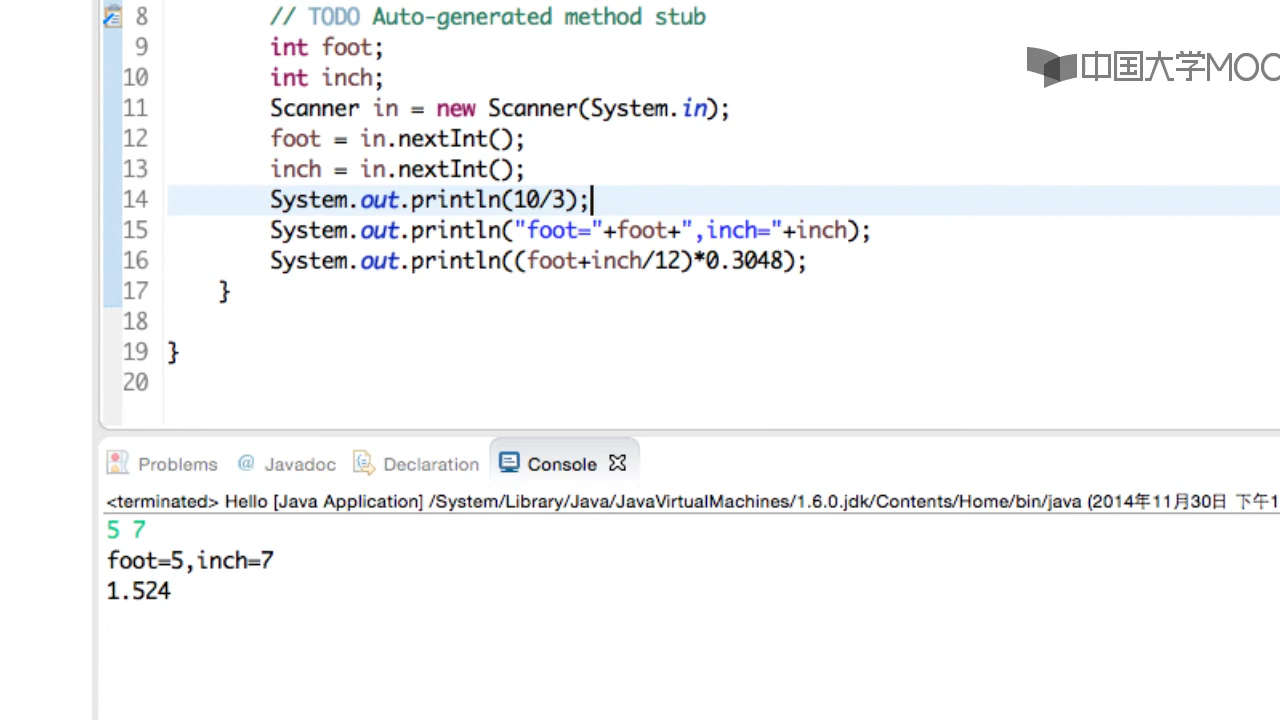 8 // TODO Auto-generated method stub
中国大学MOO
9 int foot;
10 int inch;
11 Scanner in = new Scanner(System.in);
12 foot = in.nextInt();
13 inch = in.nextInt();
14 System.out.println(10/3);
15 System.out.println("foot="+foot+",inch="+inch);
16 System.out.println((foot+inch/12)*0.3048);
17 }
18
19 }
20
Problems @ Javadoc Declaration Console
<terminated> Hello [Java Application] /System/Library/Java/JavaVirtualMachines/1.6.0.jdk/Contents/Home/bin/java (2014年11月30日 下午1
5 7
foot=5,inch=7
1.524